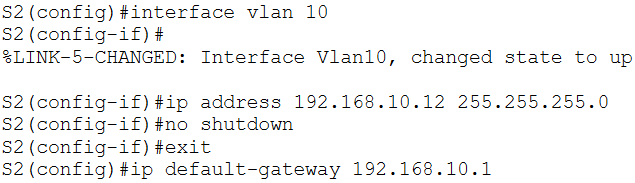 S2(config)#interface vlan 10
S2(config-if)#
%LINK-5-CHANGED: Interface Vlan10, changed state to up
S2(config-if)#ip address 192.168.10.12 255.255.255.0
S2(config-if)#no shutdown
S2(config-if)#exit
S2(config)#ip default-gateway 192.168.10.1